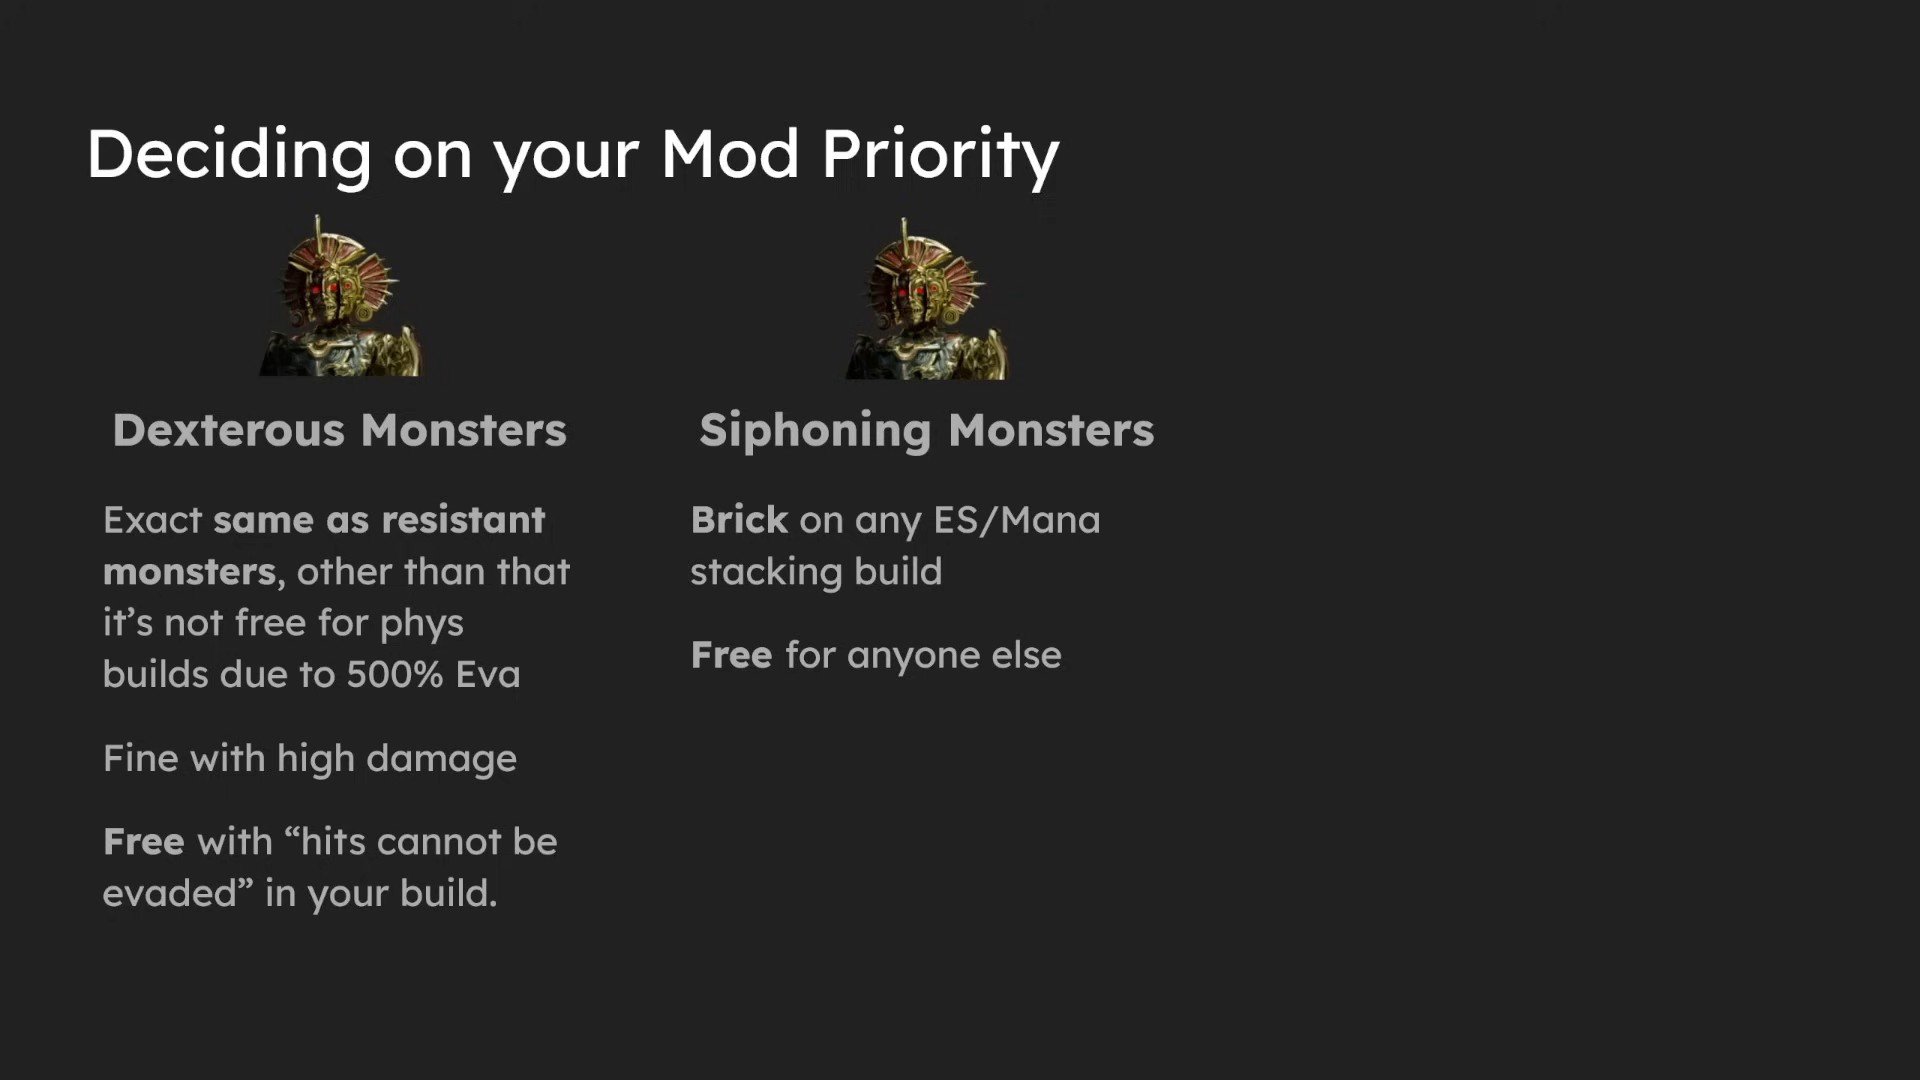 Deciding on your Mod Priority
Dexterous Monsters
Exact same as resistant
monsters, other than that
it’s not free for phys
builds due to 500% Eva
Fine with high damage
Free with “hits cannot be
evaded” in your build.
Siphoning Monsters
Brick on any ES/Mana
stacking build
Free for anyone else